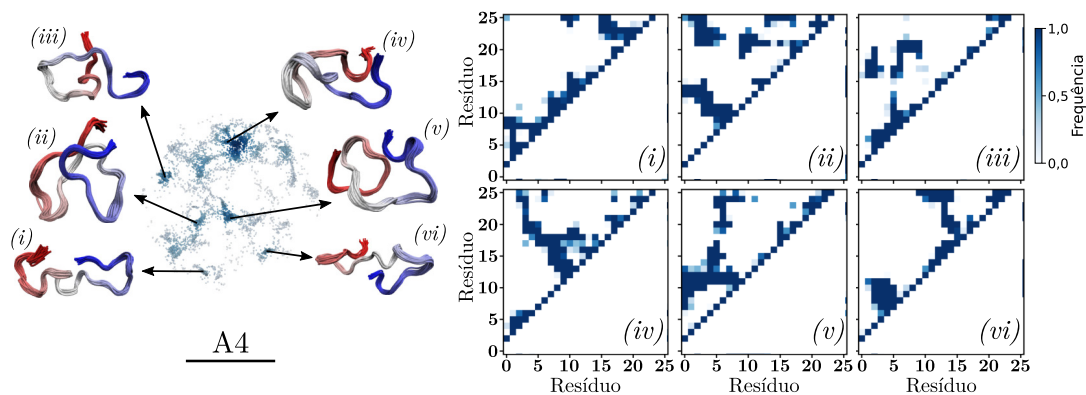 (iii)
(iv)
(ii)
(v)
(i)
(vi)
A4
Resíduo
25
20
15
10
5
0
(i)
(ii)
(iii)
1,0
0,5
0,0
Frequência
Resíduo
25
20
15
10
5
0
(iv)
(v)
(vi)
0 5 10 15 20 25
0 5 10 15 20 25
0 5 10 15 20 25
Resíduo
Resíduo
Resíduo